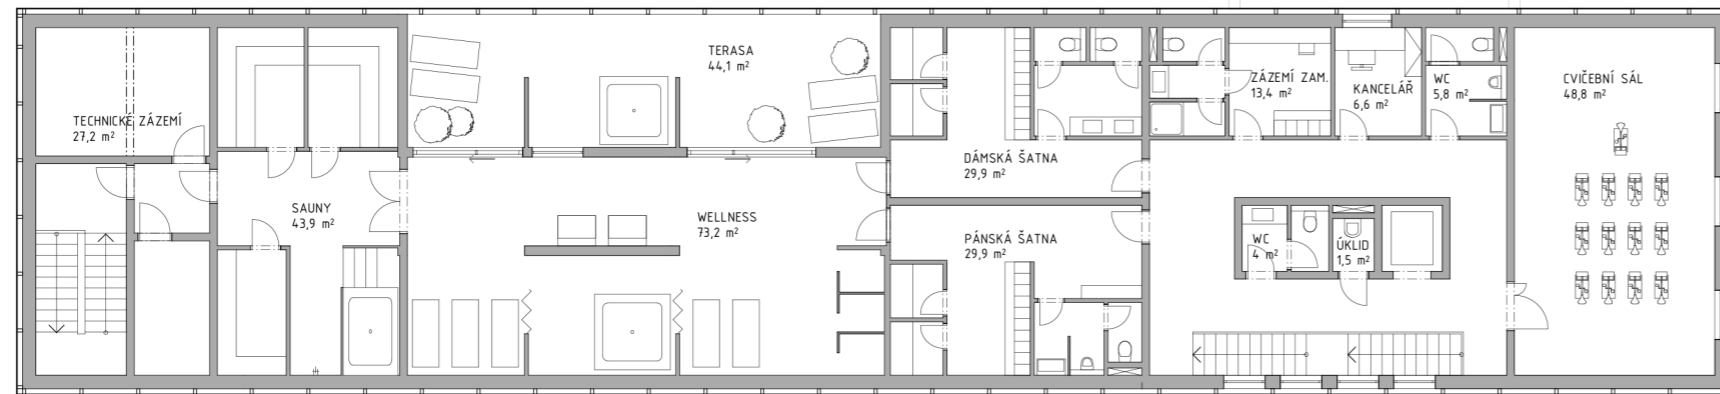 TECHNICKÉ ZÁZEMÍ
27,2 m²
SAUNY
43,9 m²
TERASA
44,1 m²
WELLNESS
73,2 m²
DÁMSKÁ ŠATNA
29,9 m²
PÁNSKÁ ŠATNA
29,9 m²
ZÁZEMÍ ZAM.
13,4 m²
KANCELÁŘ
6,6 m²
WC
5,8 m²
WC
4 m²
ÚKLID
1,5 m²
CVIČEBNÍ SÁL
48,8 m²